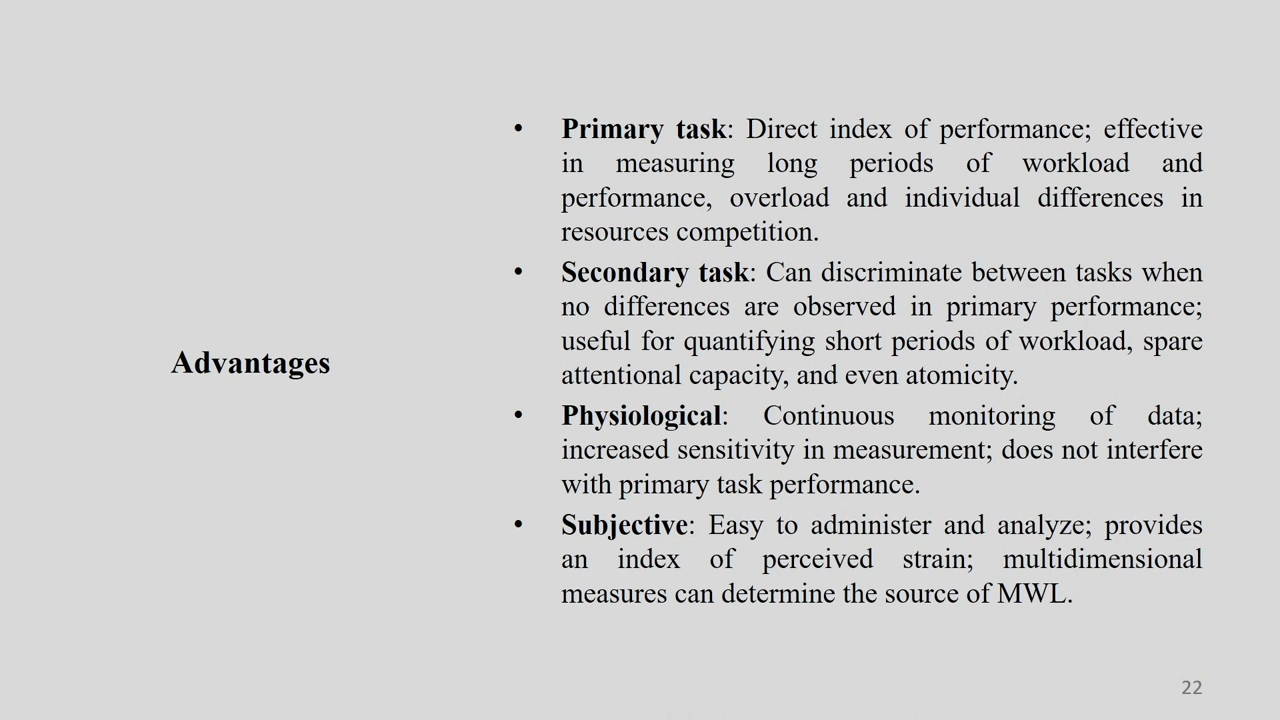 Advantages
• Primary task: Direct index of performance; effective
in measuring long periods of workload and
performance, overload and individual differences in
resources competition.
• Secondary task: Can discriminate between tasks when
no differences are observed in primary performance;
useful for quantifying short periods of workload, spare
attentional capacity, and even atomicity.
• Physiological: Continuous monitoring of data;
increased sensitivity in measurement; does not interfere
with primary task performance.
• Subjective: Easy to administer and analyze; provides
an index of perceived strain; multidimensional
measures can determine the source of MWL.
22